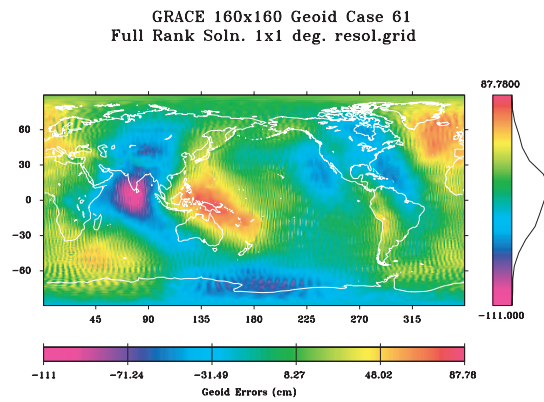 GRACE 160x160 Geoid Case 61
Full Rank Soln. 1x1 deg. resol.grid
87.7800
60
30
0
−30
−60
−111.000
45 90 135 180 225 270 315
−111 −71.24 −31.49 8.27 48.02 87.78
Geoid Errors (cm)